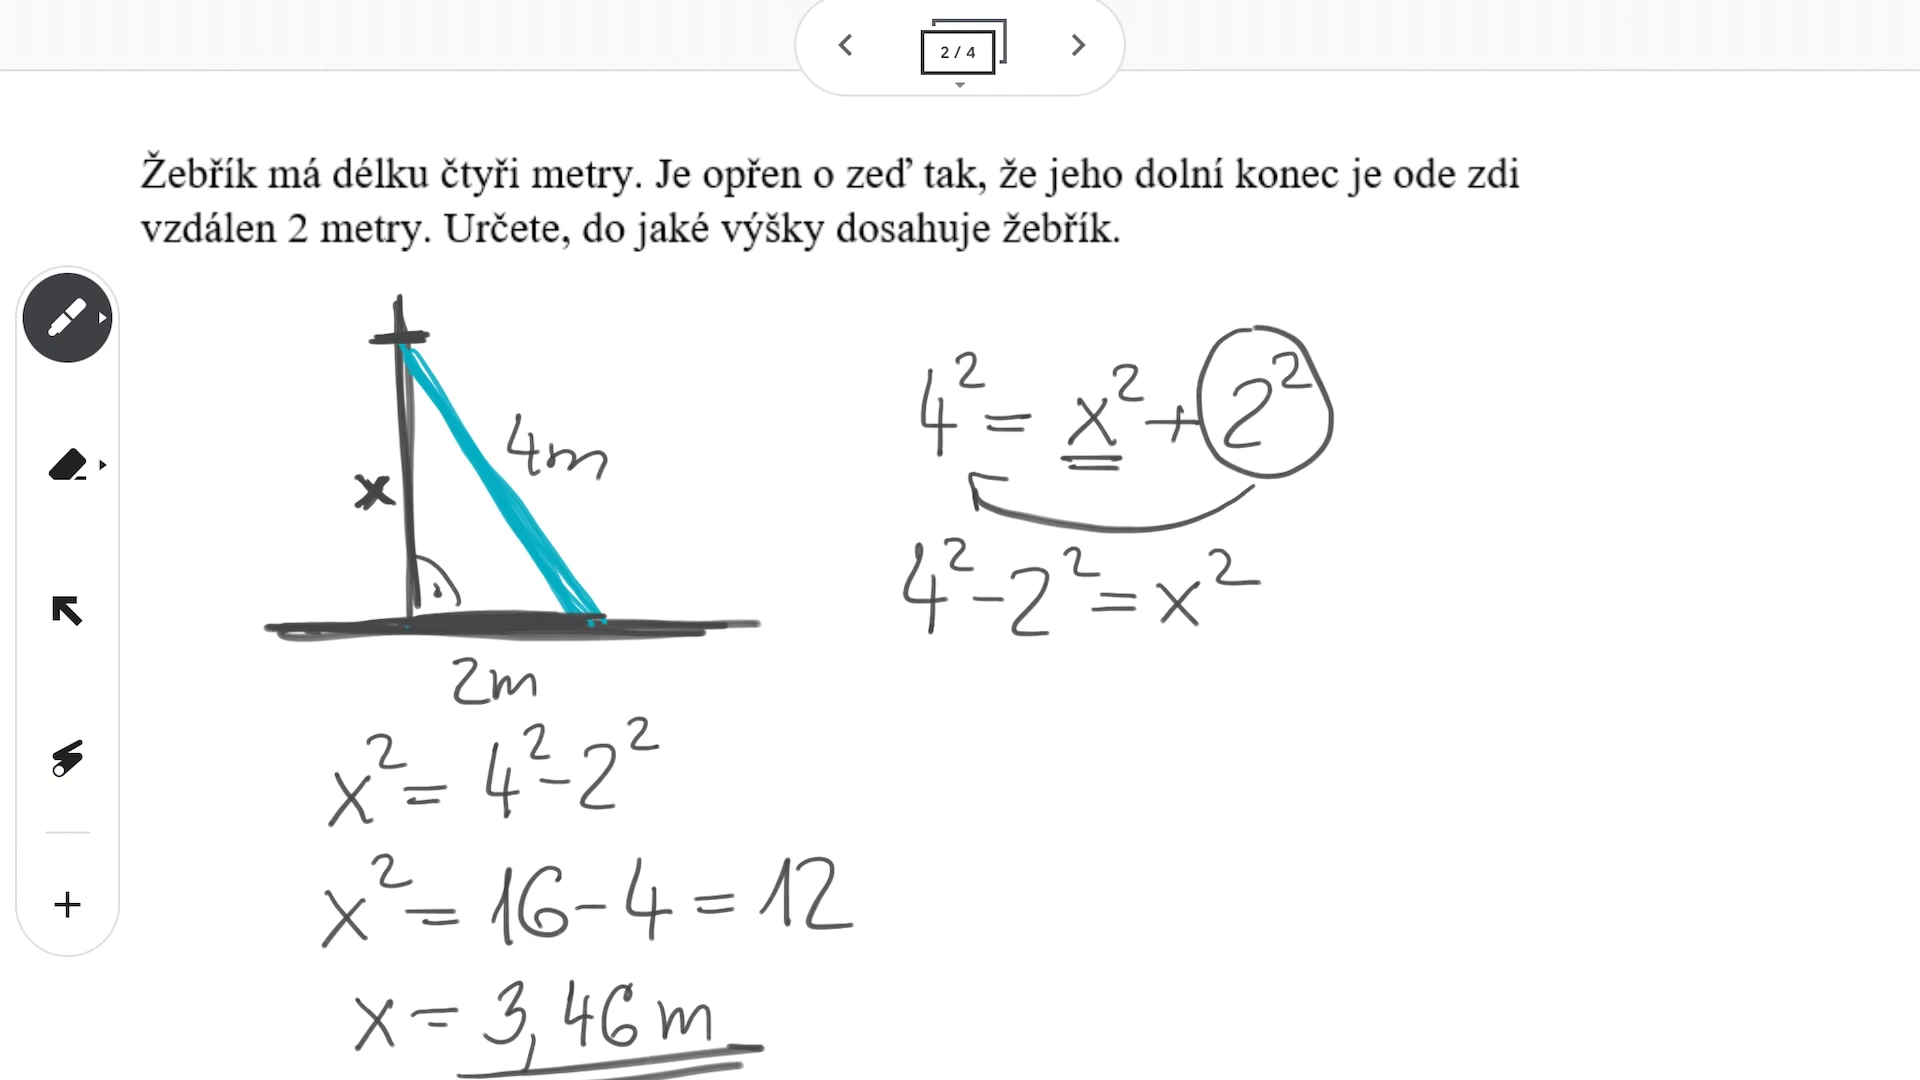 2 / 4
Žebřík má délku čtyři metry. Je opřen o zeď tak, že jeho dolní konec je ode zdi
vzdálen 2 metry. Určete, do jaké výšky dosahuje žebřík.
4m
x
2m
4² = x² + 2²
4² - 2² = x²
x² = 4² - 2²
x² = 16 - 4 = 12
x = 3,46 m